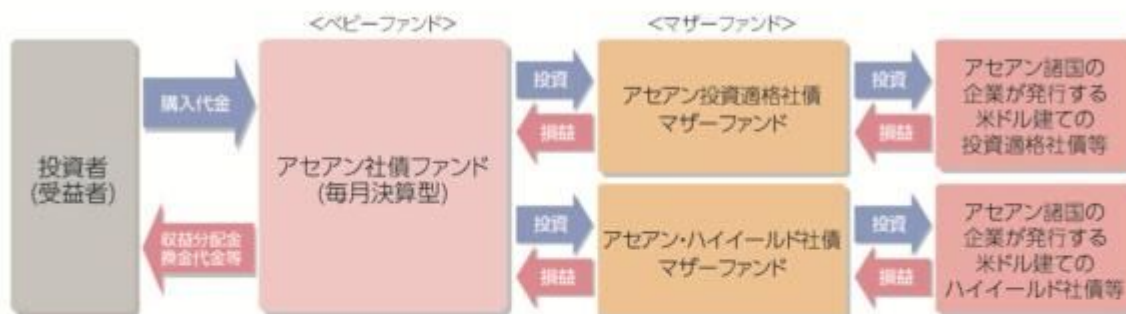 <ベビーファンド>
<マザーファンド>
投資者
(受益者)
購入代金
収益分配金
換金代金等
アセアン社債ファンド
(毎月決算型)
投資
損益
アセアン投資適格社債
マザーファンド
投資
損益
アセアン諸国の
企業が発行する
米ドル建ての
投資適格社債等
投資
損益
アセアン・ハイイールド社債
マザーファンド
投資
損益
アセアン諸国の
企業が発行する
米ドル建ての
ハイイールド社債等